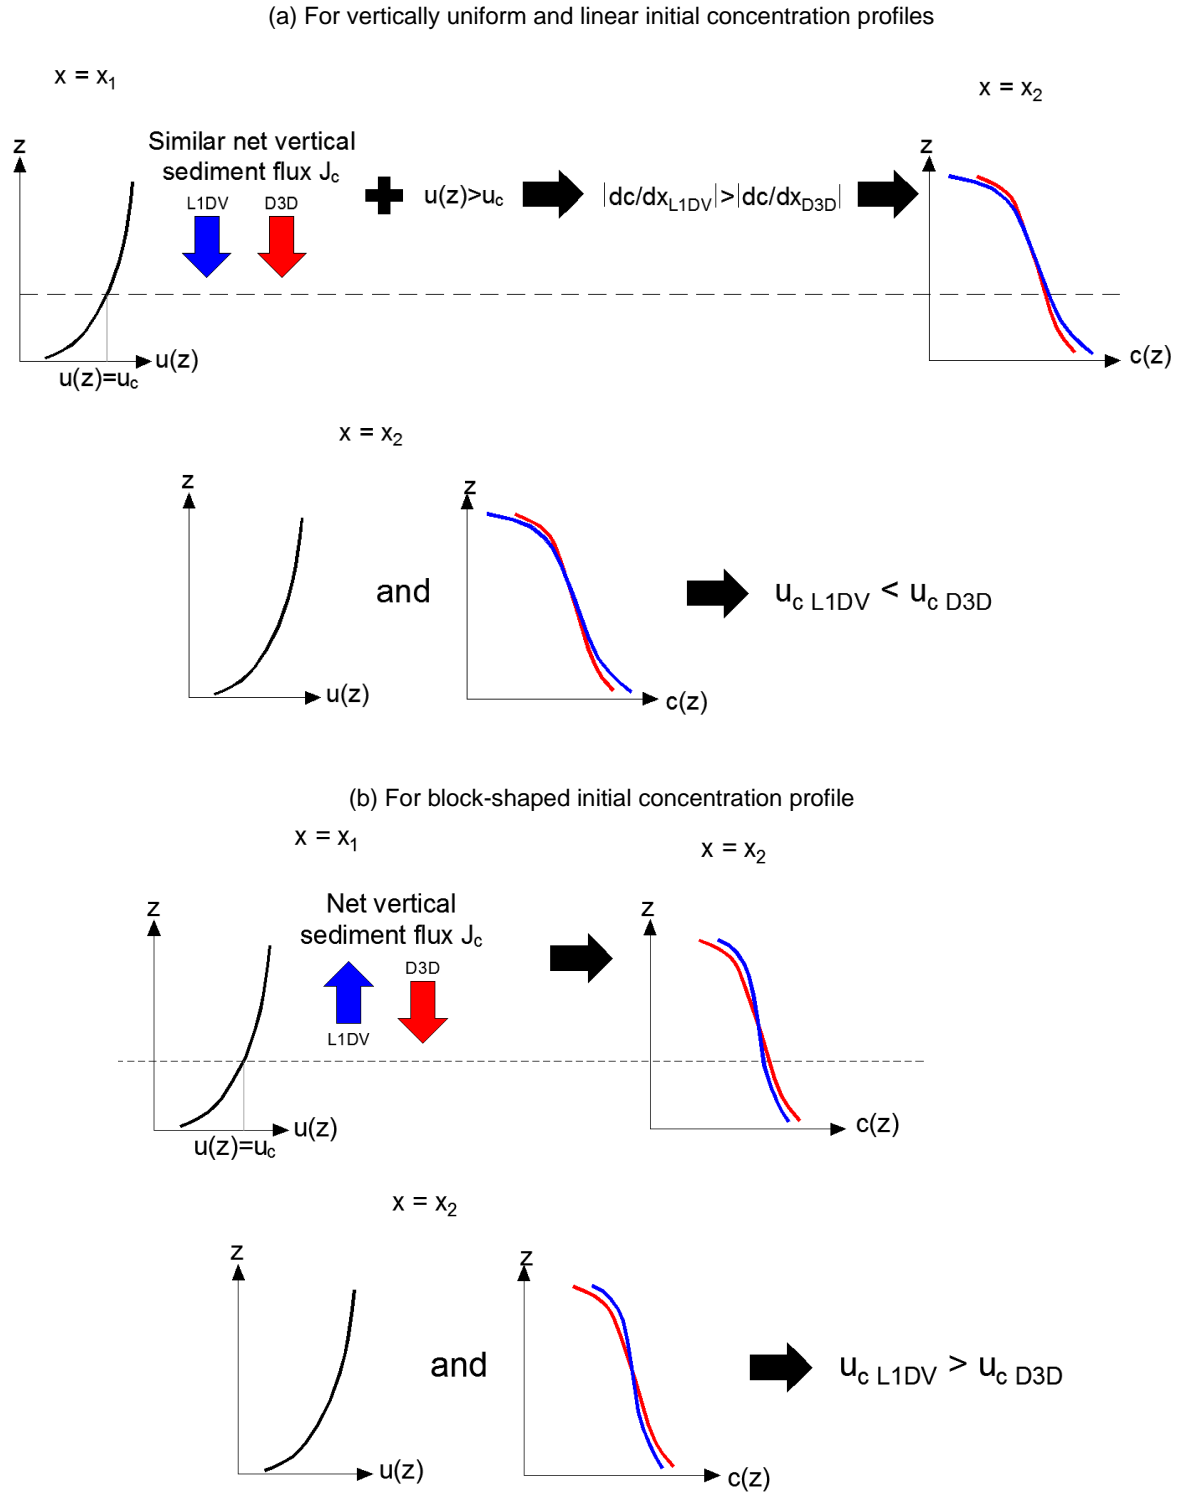 (a) For vertically uniform and linear initial concentration profiles
x = x1
x = x2
z
Similar net vertical
sediment flux Jc
L1DV
D3D
u(z)>uc
|dc/dxL1DV|>|dc/dxD3D|
z
u(z)
u(z)=uc
c(z)
x = x2
z
u(z)
and
z
c(z)
uc L1DV < uc D3D
(b) For block-shaped initial concentration profile
x = x1
x = x2
z
Net vertical
sediment flux Jc
L1DV
D3D
z
u(z)
u(z)=uc
c(z)
x = x2
z
u(z)
and
z
c(z)
uc L1DV > uc D3D